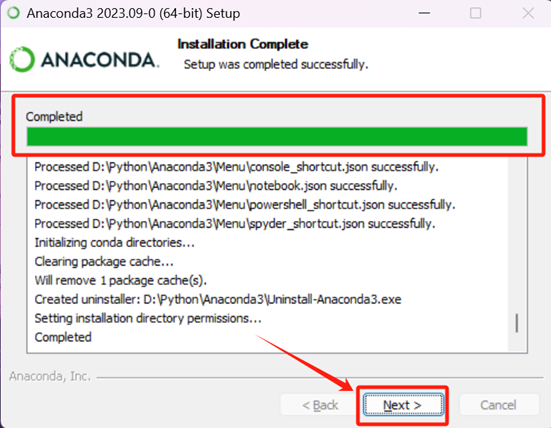 Anaconda3 2023.09-0 (64-bit) Setup
ANACONDA.
Installation Complete
Setup was completed successfully.
Completed
Processed D:\Python\Anaconda3\Menu\console_shortcut.json successfully.
Processed D:\Python\Anaconda3\Menu\notebook.json successfully.
Processed D:\Python\Anaconda3\Menu\powershell_shortcut.json successfully.
Processed D:\Python\Anaconda3\Menu\spyder_shortcut.json successfully.
Initializing conda directories...
Clearing package cache...
Will remove 1 package cache(s).
Created uninstaller: D:\Python\Anaconda3\Uninstall-Anaconda3.exe
Setting installation directory permissions...
Completed
Anaconda, Inc.
< Back Next > Cancel